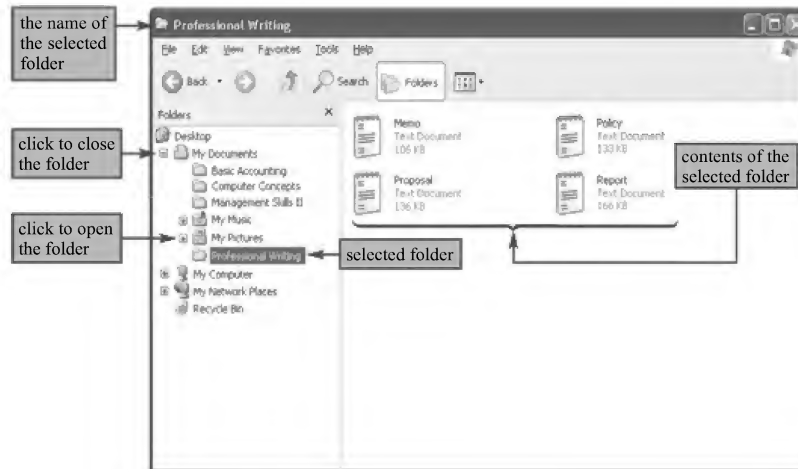 the name of
the selected
folder
Professional Writing
File Edit View Favorites Tools Help
Back Search Folders
Folders
Desktop
click to close
the folder
My Documents
Basic Accounting
Computer Concepts
Management Skills II
My Music
click to open
the folder
My Pictures
Professional Writing
selected folder
My Computer
My Network Places
Recycle Bin
Memo
Text Document
106 KB
Policy
Text Document
133 KB
Proposal
Text Document
136 KB
Report
Text Document
166 KB
contents of the
selected folder